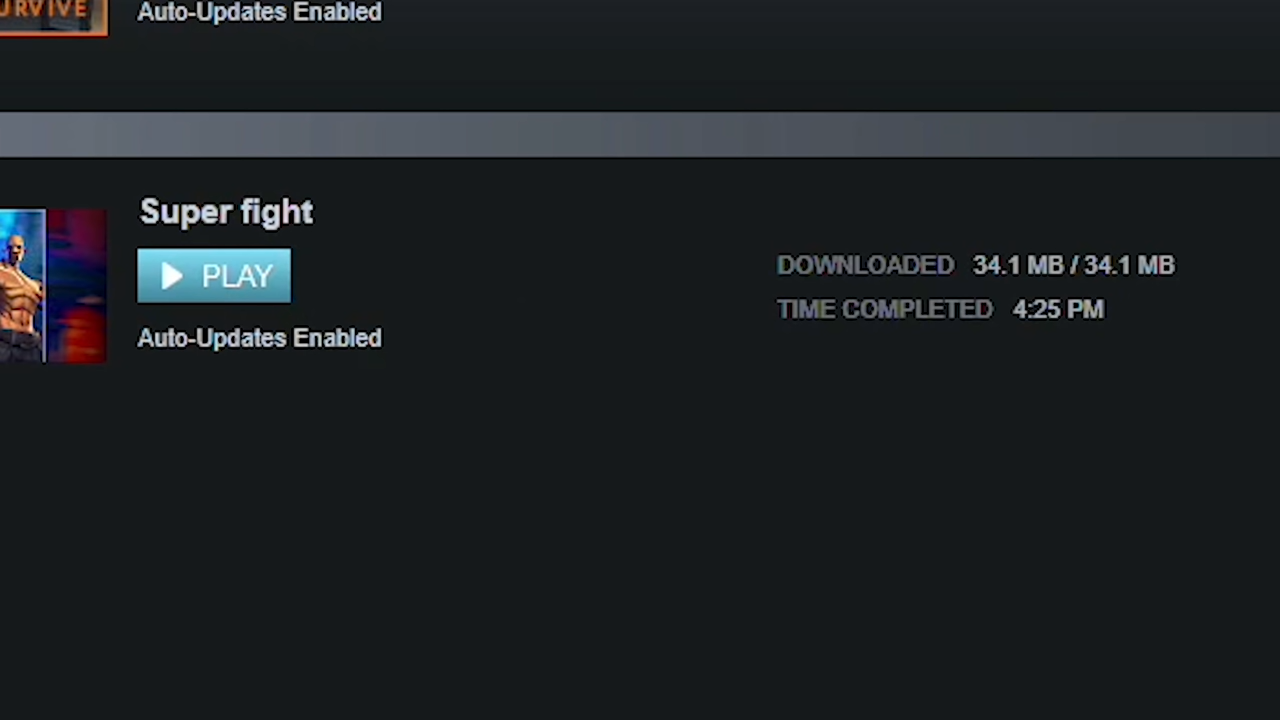 URVIVE
Auto-Updates Enabled
Super fight
PLAY
Auto-Updates Enabled
DOWNLOADED 34.1 MB / 34.1 MB
TIME COMPLETED 4:25 PM